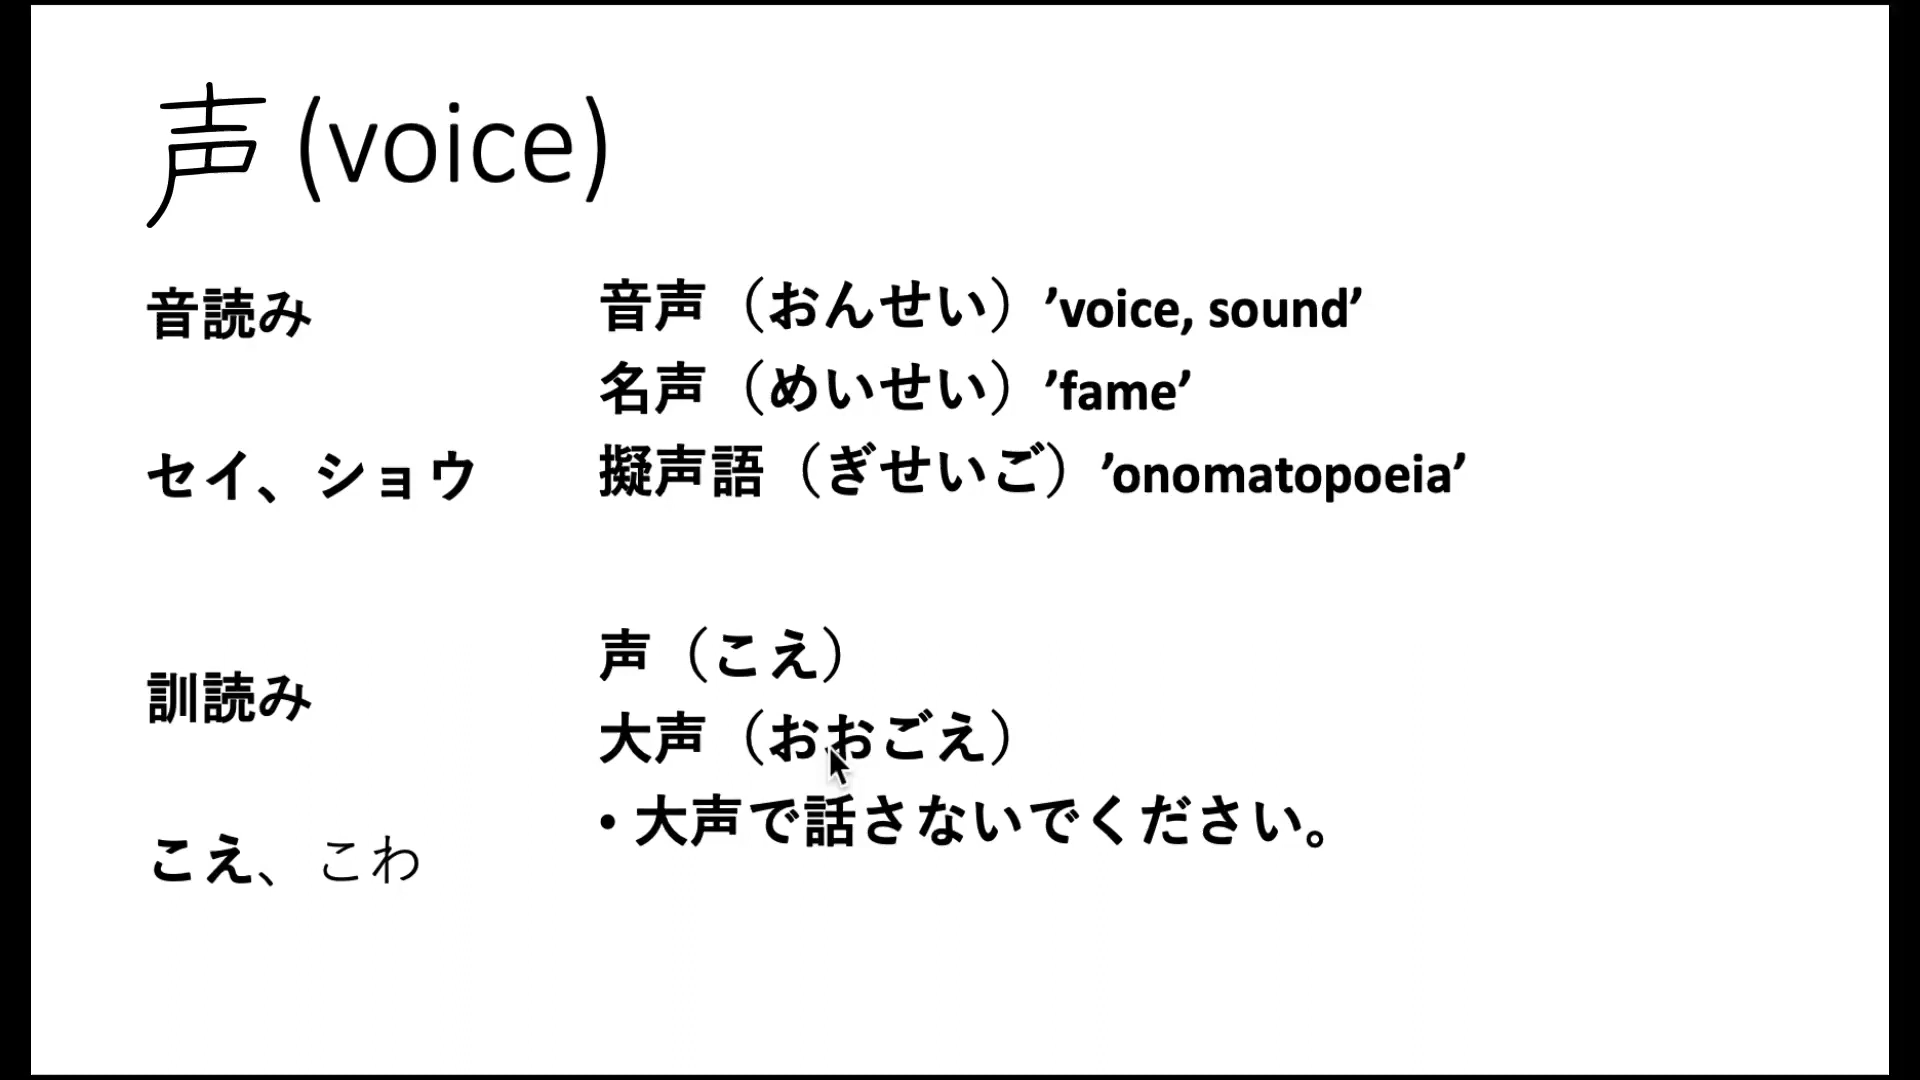 声 (voice)
音読み
セイ、ショウ
音声（おんせい）’voice, sound’
名声（めいせい）’fame’
擬声語（ぎせいご）’onomatopoeia’
訓読み
こえ、こわ
声（こえ）
大声（おおごえ）
• 大声で話さないでください。